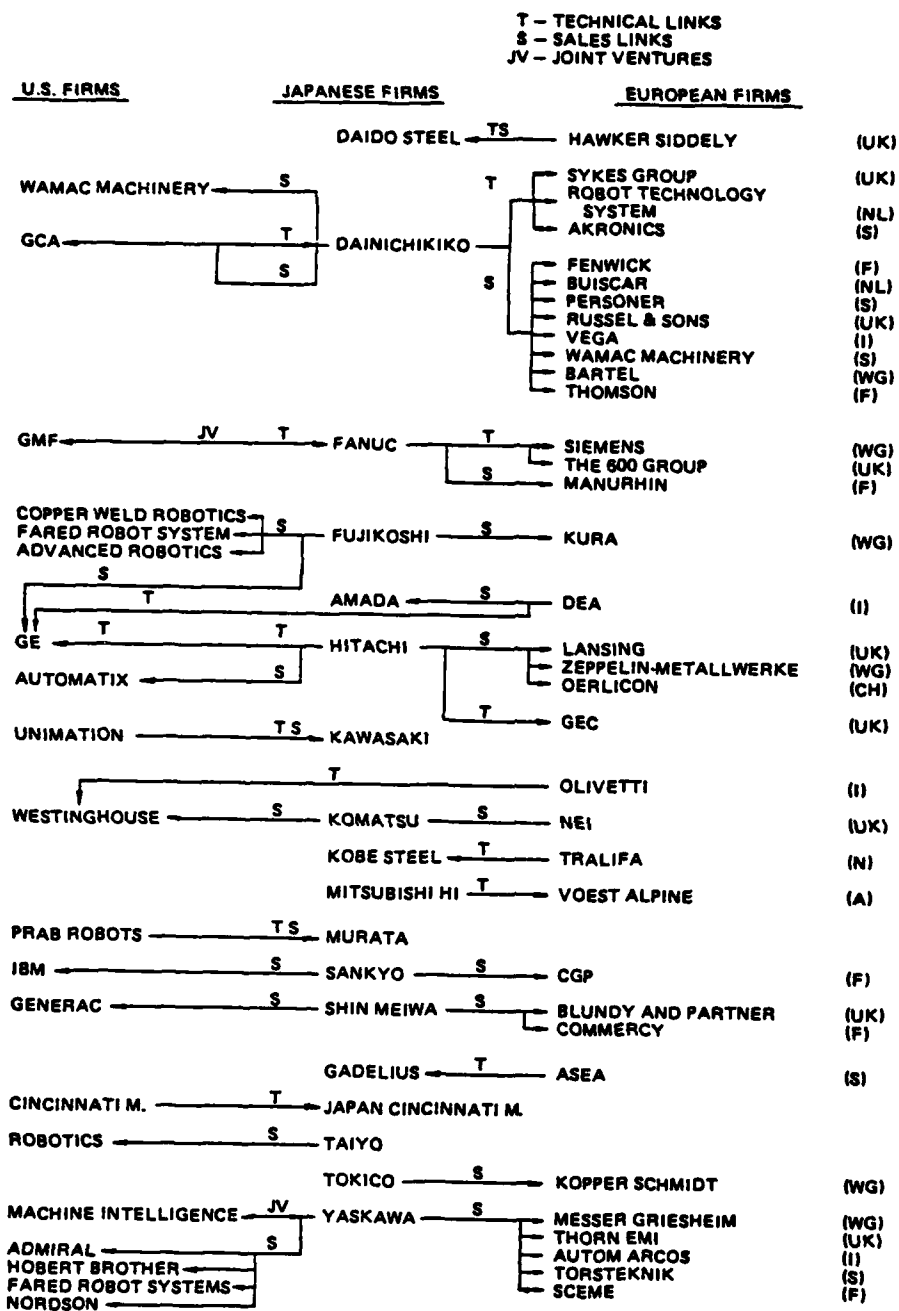 T – TECHNICAL LINKS
S – SALES LINKS
JV – JOINT VENTURES
U.S. FIRMS JAPANESE FIRMS EUROPEAN FIRMS
DAIDO STEEL TS HAWKER SIDDELY (UK)
T SYKES GROUP (UK)
WAMAC MACHINERY S ROBOT TECHNOLOGY
SYSTEM (NL)
AKRONICS (S)
GCA T DAINICHIKIKO
S S FENWICK (F)
BUISCAR (NL)
PERSONER (S)
RUSSEL & SONS (UK)
VEGA (I)
WAMAC MACHINERY (S)
BARTEL (WG)
THOMSON (F)
GMF JV T FANUC T SIEMENS (WG)
THE 600 GROUP (UK)
S MANURHIN (F)
COPPER WELD ROBOTICS
FARED ROBOT SYSTEM S FUJIKOSHI S KURA (WG)
ADVANCED ROBOTICS
S
T AMADA S DEA (I)
GE T T HITACHI S LANSING (UK)
ZEPPELIN-METALLWERKE (WG)
AUTOMATIX S OERLICON (CH)
T GEC (UK)
UNIMATION T S KAWASAKI
T OLIVETTI (I)
WESTINGHOUSE S KOMATSU S NEI (UK)
KOBE STEEL T TRALIFA (N)
MITSUBISHI HI T VOEST ALPINE (A)
PRAB ROBOTS T S MURATA
IBM S SANKYO S CGP (F)
GENERAC S SHIN MEIWA S BLUNDY AND PARTNER (UK)
COMMERCY (F)
GADELIUS T ASEA (S)
CINCINNATI M. T JAPAN CINCINNATI M.
ROBOTICS S TAIYO
TOKICO S KOPPER SCHMIDT (WG)
MACHINE INTELLIGENCE JV YASKAWA S MESSER GRIESHEIM (WG)
THORN EMI (UK)
ADMIRAL S AUTOM ARCOS (I)
HOBERT BROTHER TORSTEKNIK (S)
FARED ROBOT SYSTEMS SCEME (F)
NORDSON